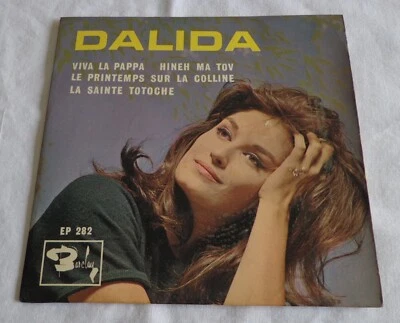 DALIDA
VIVA LA PAPPA HINEH MA TOV
LE PRINTEMPS SUR LA COLLINE
LA SAINTE TOTOCHE
EP 282
Barclay